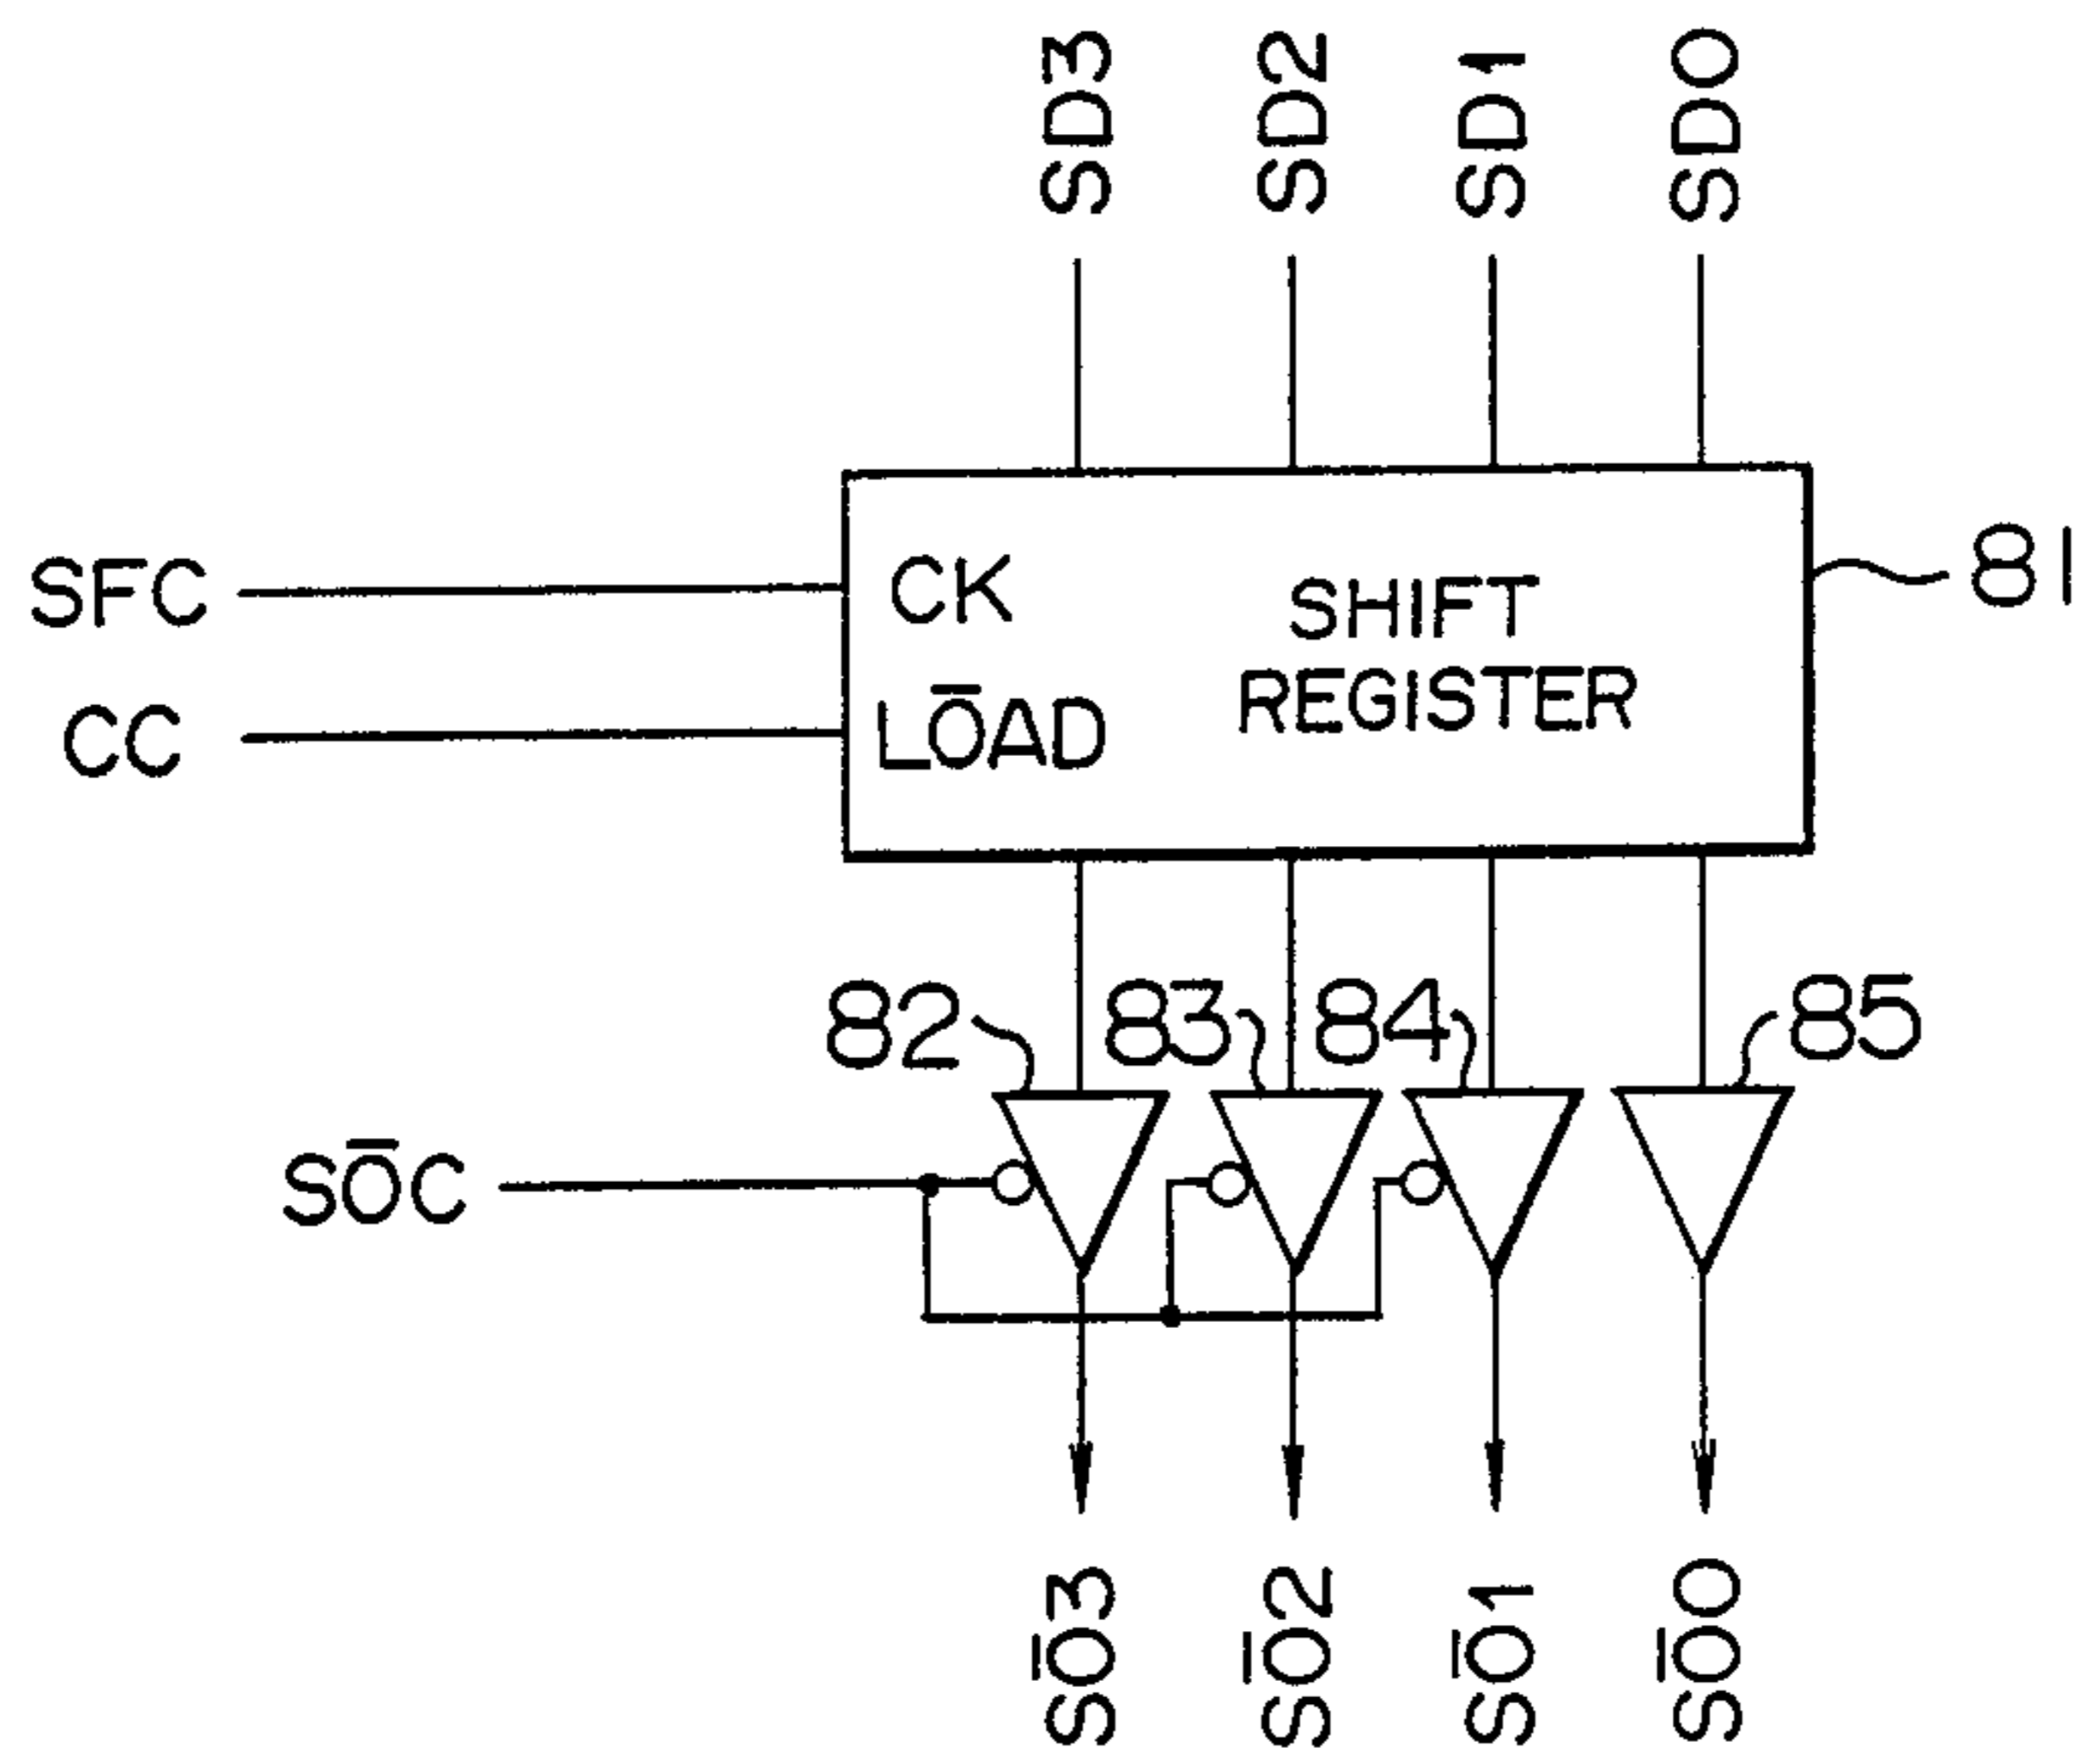 SD3
SD2
SD1
SD0
SFC
CK
SHIFT
REGISTER
81
CC
LŌAD
82
83
84
85
SŌC
SŌ3
SŌ2
SŌ1
SŌ0